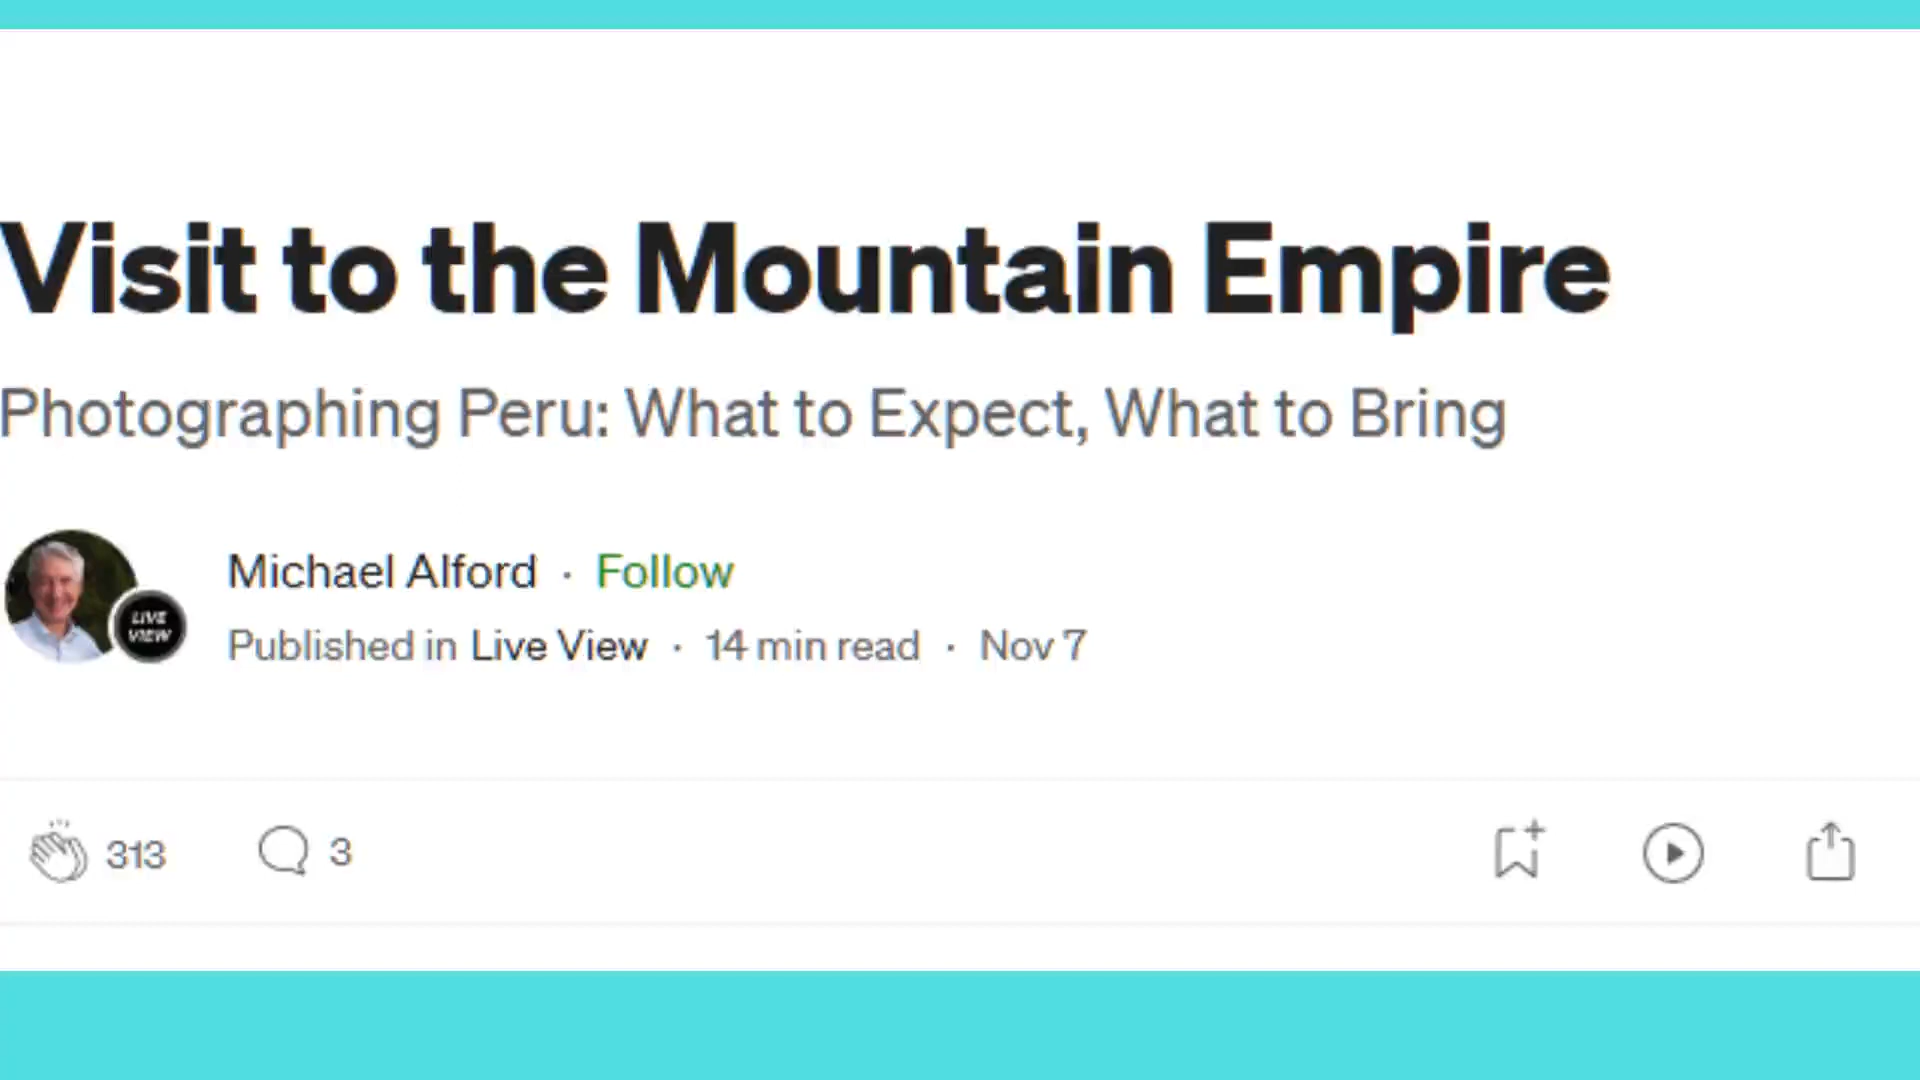 Visit to the Mountain Empire
Photographing Peru: What to Expect, What to Bring
Michael Alford · Follow
LIVE
VIEW
Published in Live View · 14 min read · Nov 7
313
3